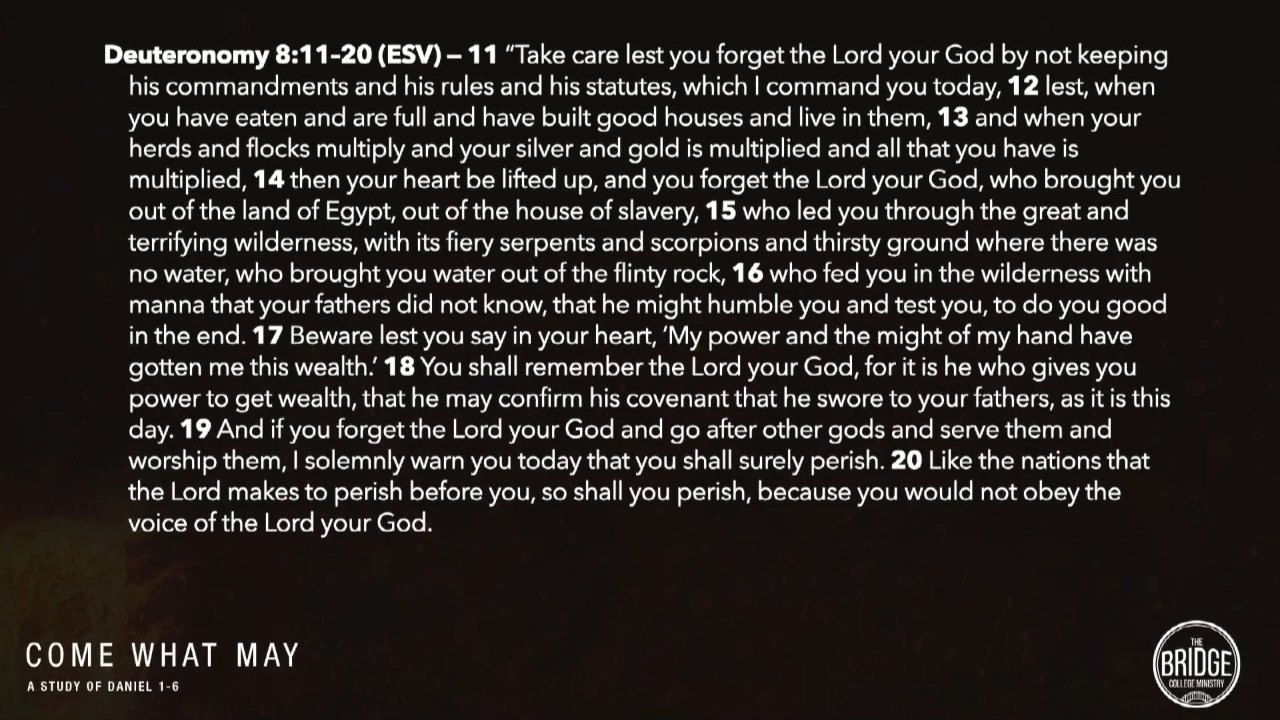 Deuteronomy 8:11–20 (ESV) – 11 “Take care lest you forget the Lord your God by not keeping
his commandments and his rules and his statutes, which I command you today, 12 lest, when
you have eaten and are full and have built good houses and live in them, 13 and when your
herds and flocks multiply and your silver and gold is multiplied and all that you have is
multiplied, 14 then your heart be lifted up, and you forget the Lord your God, who brought you
out of the land of Egypt, out of the house of slavery, 15 who led you through the great and
terrifying wilderness, with its fiery serpents and scorpions and thirsty ground where there was
no water, who brought you water out of the flinty rock, 16 who fed you in the wilderness with
manna that your fathers did not know, that he might humble you and test you, to do you good
in the end. 17 Beware lest you say in your heart, ‘My power and the might of my hand have
gotten me this wealth.’ 18 You shall remember the Lord your God, for it is he who gives you
power to get wealth, that he may confirm his covenant that he swore to your fathers, as it is this
day. 19 And if you forget the Lord your God and go after other gods and serve them and
worship them, I solemnly warn you today that you shall surely perish. 20 Like the nations that
the Lord makes to perish before you, so shall you perish, because you would not obey the
voice of the Lord your God.
COME WHAT MAY
A STUDY OF DANIEL 1-6
THE
BRIDGE
COLLEGE MINISTRY